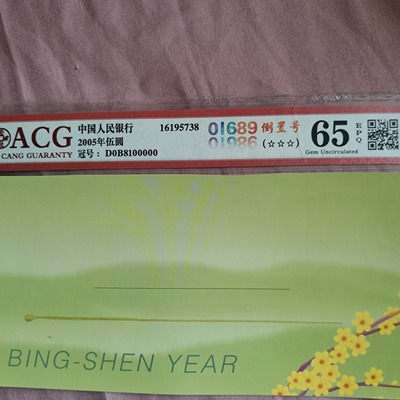 ACG
CANG GUARANTY
中国人民银行
2005年伍圆
冠号：D0B8100000
16195738
01689 倒置号
01986 (☆☆☆)
65
EPQ
Gem Uncirculated
BING-SHEN YEAR